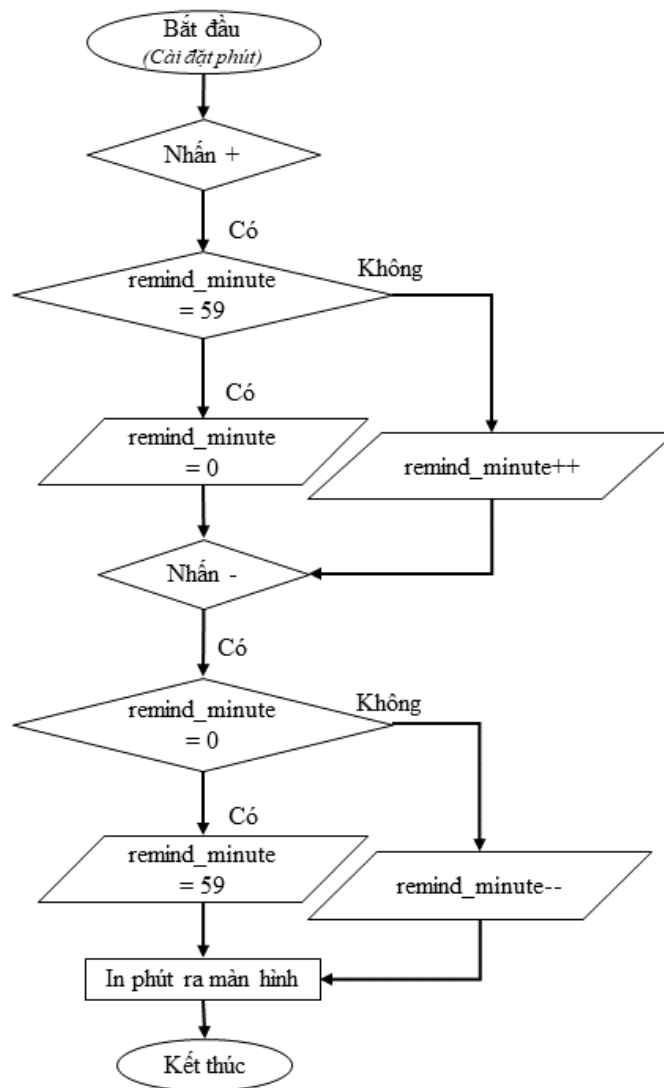 Bắt đầu
(Cài đặt phút)
Nhấn +
Có
remind_minute
= 59
Không
Có
remind_minute
= 0
remind_minute++
Nhấn -
Có
remind_minute
= 0
Không
Có
remind_minute
= 59
remind_minute--
In phút ra màn hình
Kết thúc